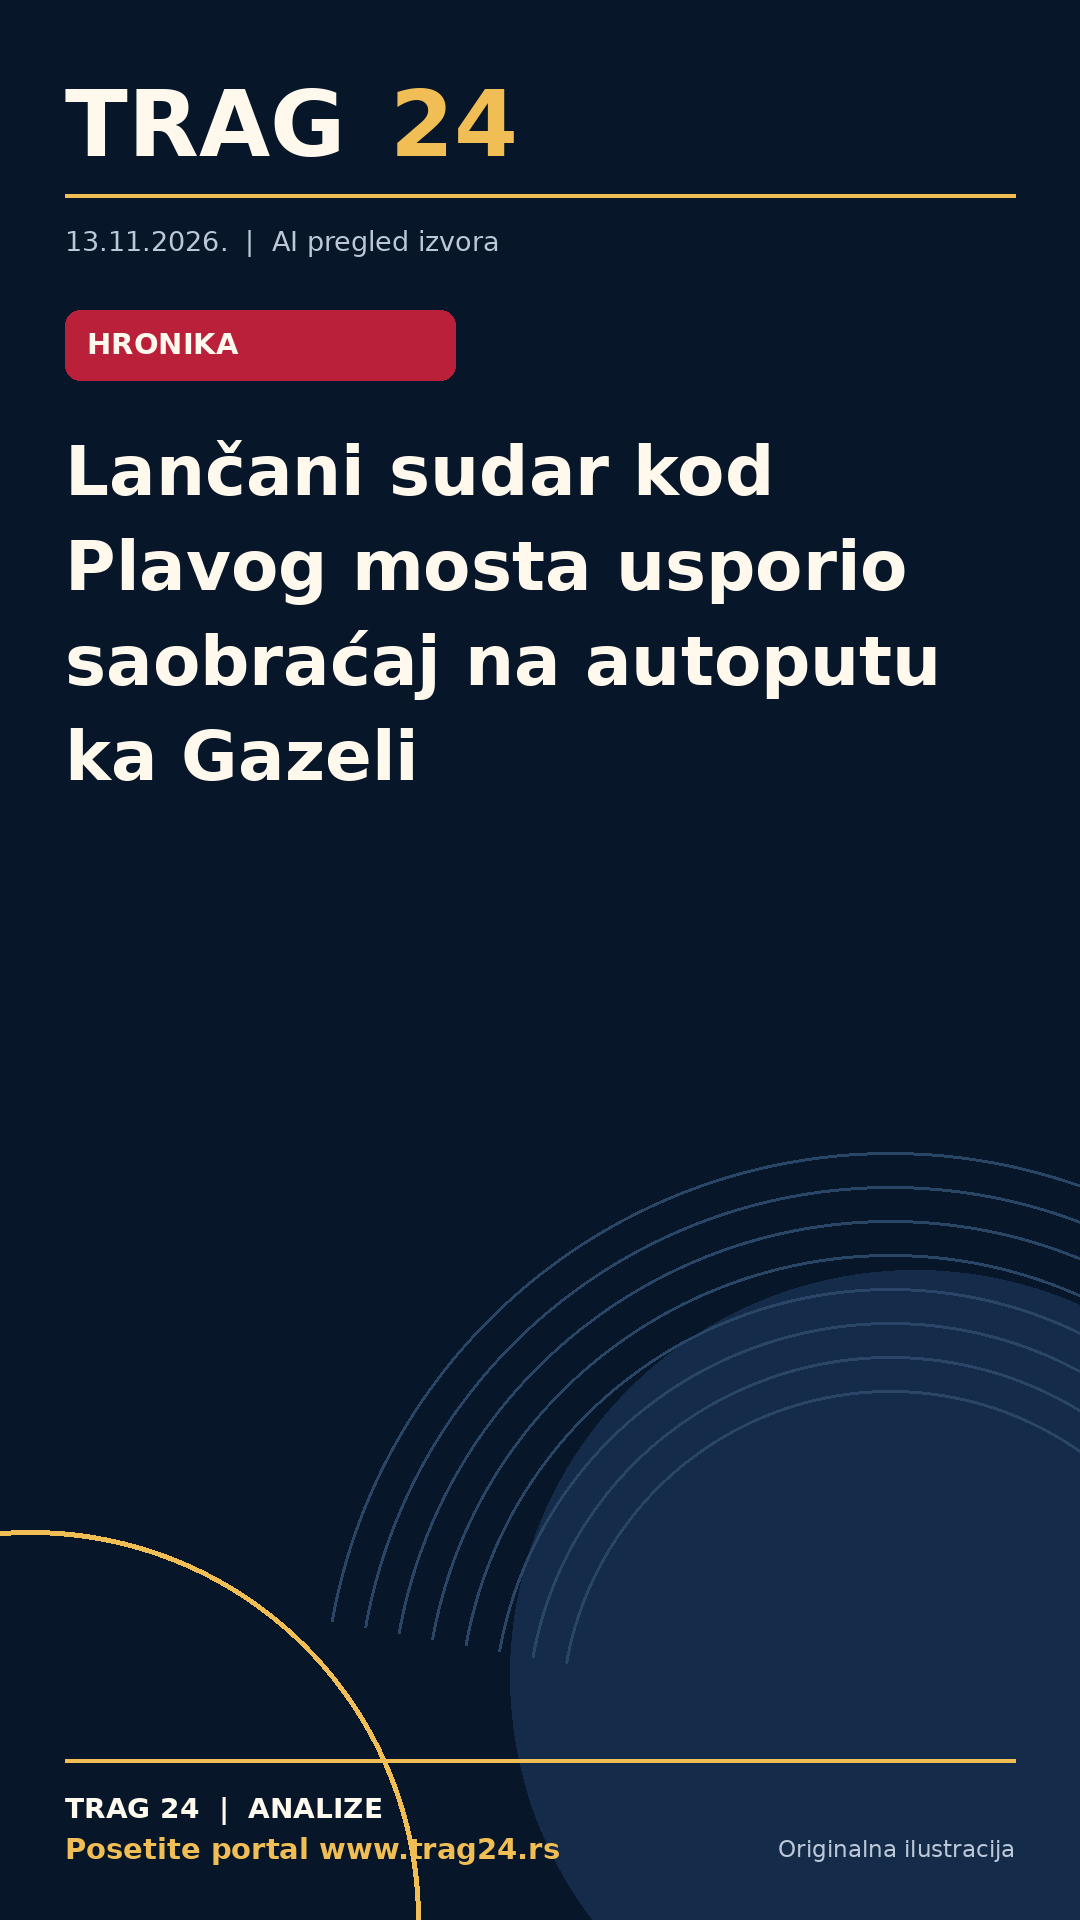 TRAG 24
13.11.2026. | AI pregled izvora
HRONIKA
Lančani sudar kod
Plavog mosta usporio
saobraćaj na autoputu
ka Gazeli
TRAG 24 | ANALIZE
Posetite portal www.trag24.rs
Originalna ilustracija